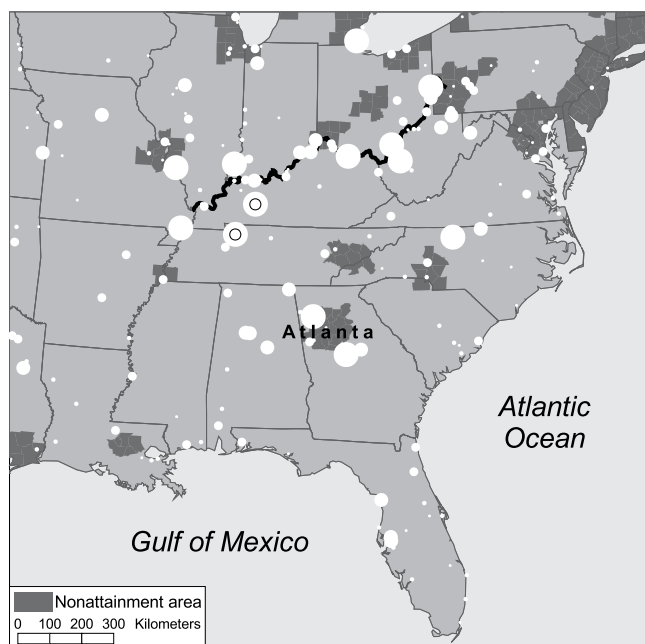 Atlanta
Atlantic
Ocean
Gulf of Mexico
Nonattainment area
0 100 200 300 Kilometers